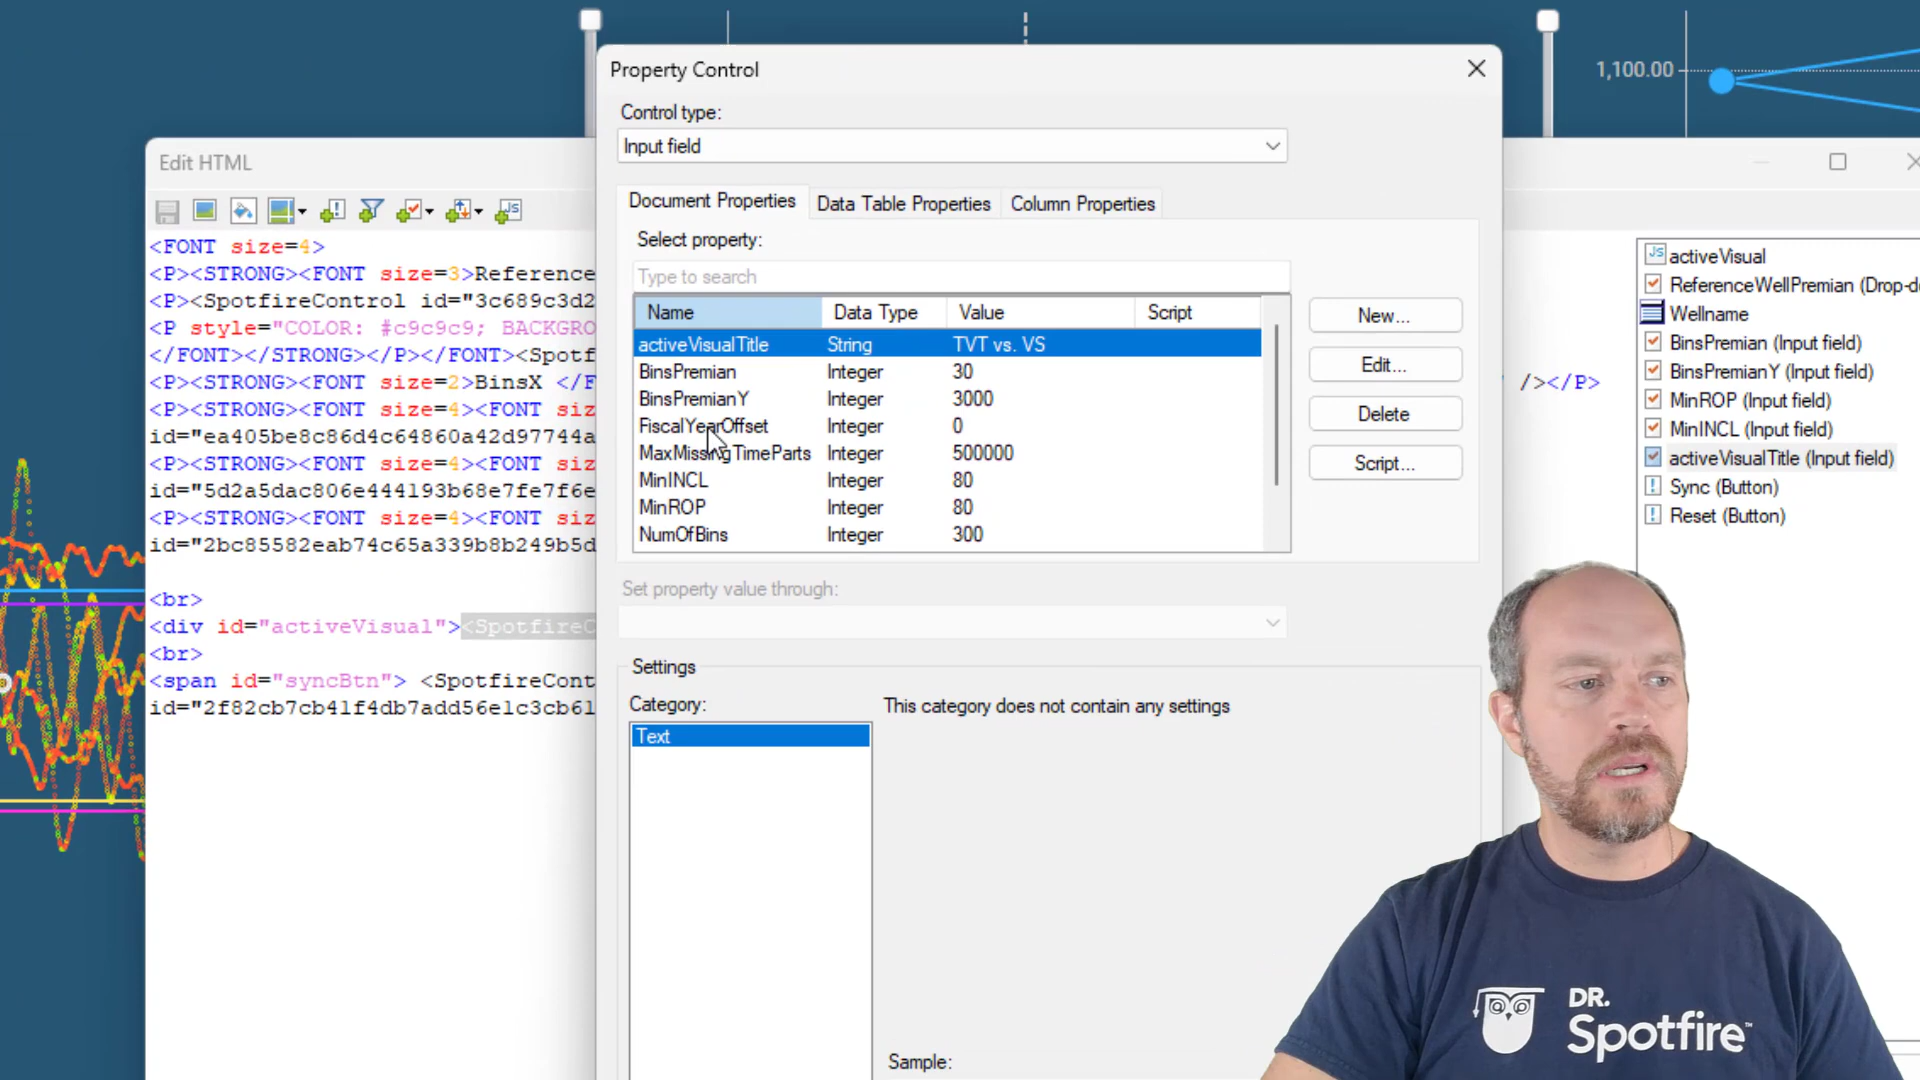 1,100.00
Property Control
Control type:
Input field
Document Properties
Data Table Properties
Column Properties
Select property:
Type to search
Name Data Type Value Script
activeVisualTitle String TVT vs. VS
BinsPremian Integer 30
BinsPremianY Integer 3000
FiscalYearOffset Integer 0
MaxMissingTimeParts Integer 500000
MinINCL Integer 80
MinROP Integer 80
NumOfBins Integer 300
New...
Edit...
Delete
Script...
Set property value through:
Settings
Category:
Text
This category does not contain any settings
Sample:
Edit HTML
<FONT size=4>
<P><STRONG><FONT size=3>Reference
<P><SpotfireControl id="3c689c3d2
<P style="COLOR: #c9c9c9; BACKGRO
</FONT></STRONG></P></FONT><Spotf
<P><STRONG><FONT size=2>BinsX </F
/></P>
<P><STRONG><FONT size=4><FONT siz
id="ea405be8c86d4c64860a42d97744a
<P><STRONG><FONT size=4><FONT siz
id="5d2a5dac806e444193b68e7fe7f6e
<P><STRONG><FONT size=4><FONT siz
id="2bc85582eab74c65a339b8b249b5d
<br>
<div id="activeVisual"><SpotfireC
<br>
<span id="syncBtn"> <SpotfireCont
id="2f82cb7cb41f4db7add56e1c3cb61
activeVisual
ReferenceWellPremian (Drop-d
Wellname
BinsPremian (Input field)
BinsPremianY (Input field)
MinROP (Input field)
MinINCL (Input field)
activeVisualTitle (Input field)
Sync (Button)
Reset (Button)
DR.
Spotfire™